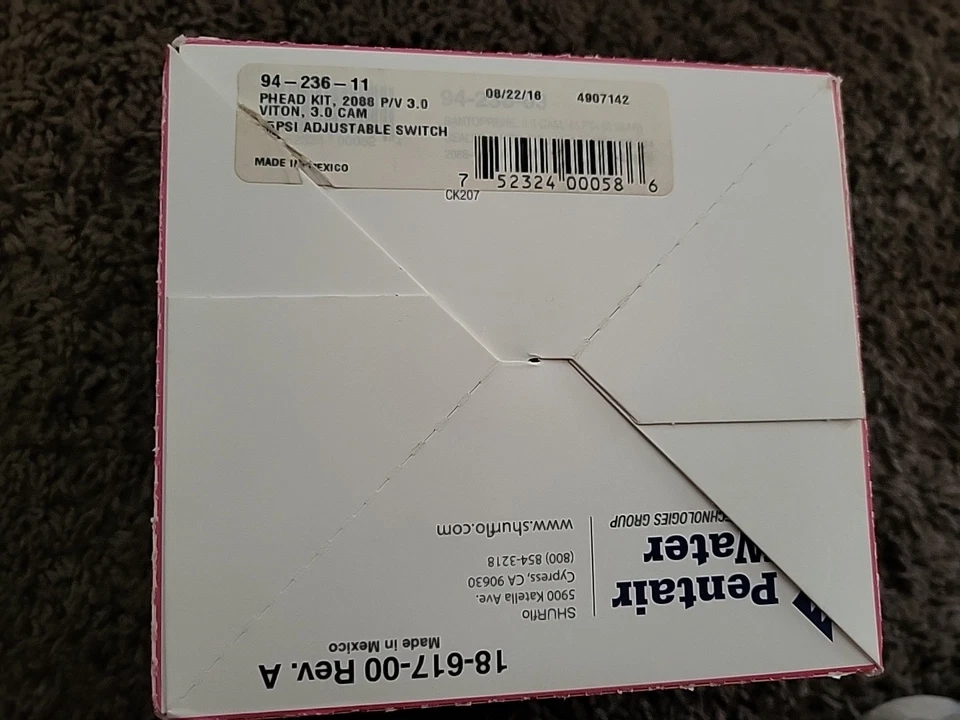 94-236-11
08/22/16
4907142
PHEAD KIT, 2088 P/V 3.0
VITON, 3.0 CAM
PSI ADJUSTABLE SWITCH
MADE IN MEXICO
7 52324 00058 6
CK207
Pentair
Water
TECHNOLOGIES GROUP
SHURflo
5900 Katella Ave.
Cypress, CA 90630
(800) 854-3218
www.shurflo.com
18-617-00 Rev. A
Made in Mexico